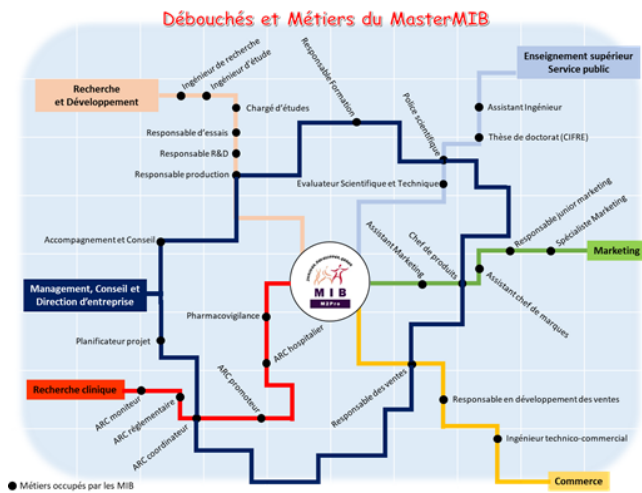 Débouchés et Métiers du MasterMIB
Enseignement supérieur
Service public
Recherche
et Développement
Ingénieur de recherche
Ingénieur d'étude
Chargé d'études
Responsable d'essais
Responsable R&D
Responsable production
Responsable Formation
Police scientifique
Assistant Ingénieur
Thèse de doctorat (CIFRE)
Evaluateur Scientifique et Technique
Accompagnement et Conseil
Assistant Marketing
Chef de produits
Responsable junior marketing
Spécialiste Marketing
Marketing
Assistant chef de marques
Management, Conseil et
Direction d'entreprise
MIB
M2Pro
Pharmacovigilance
ARC hospitalier
Planificateur projet
Recherche clinique
ARC moniteur
ARC réglementaire
ARC coordinateur
ARC promoteur
Responsable des ventes
Responsable en développement des ventes
Ingénieur technico-commercial
Commerce
Métiers occupés par les MIB